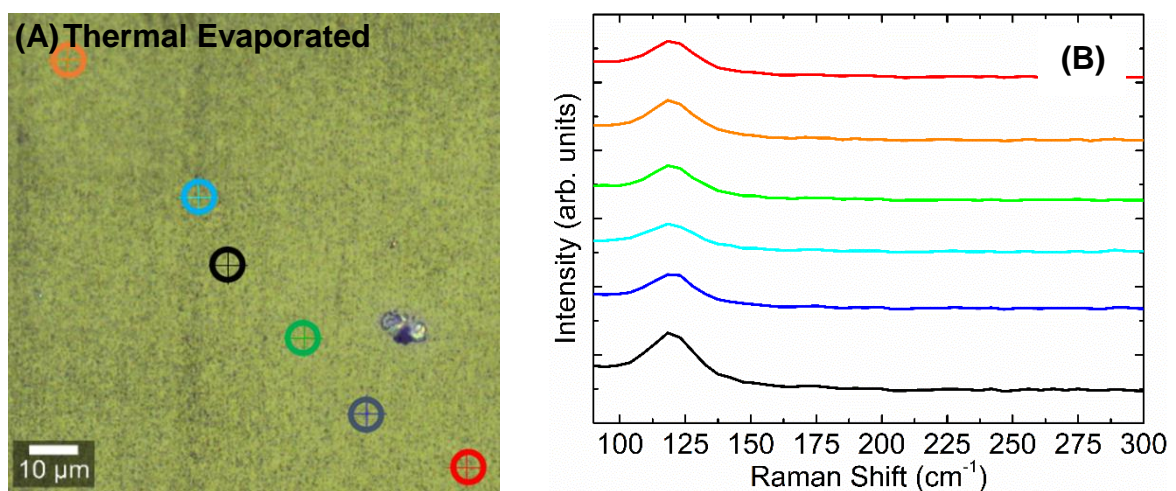 (A) Thermal Evaporated
10 µm
(B)
Intensity (arb. units)
100 125 150 175 200 225 250 275 300
Raman Shift (cm⁻¹)